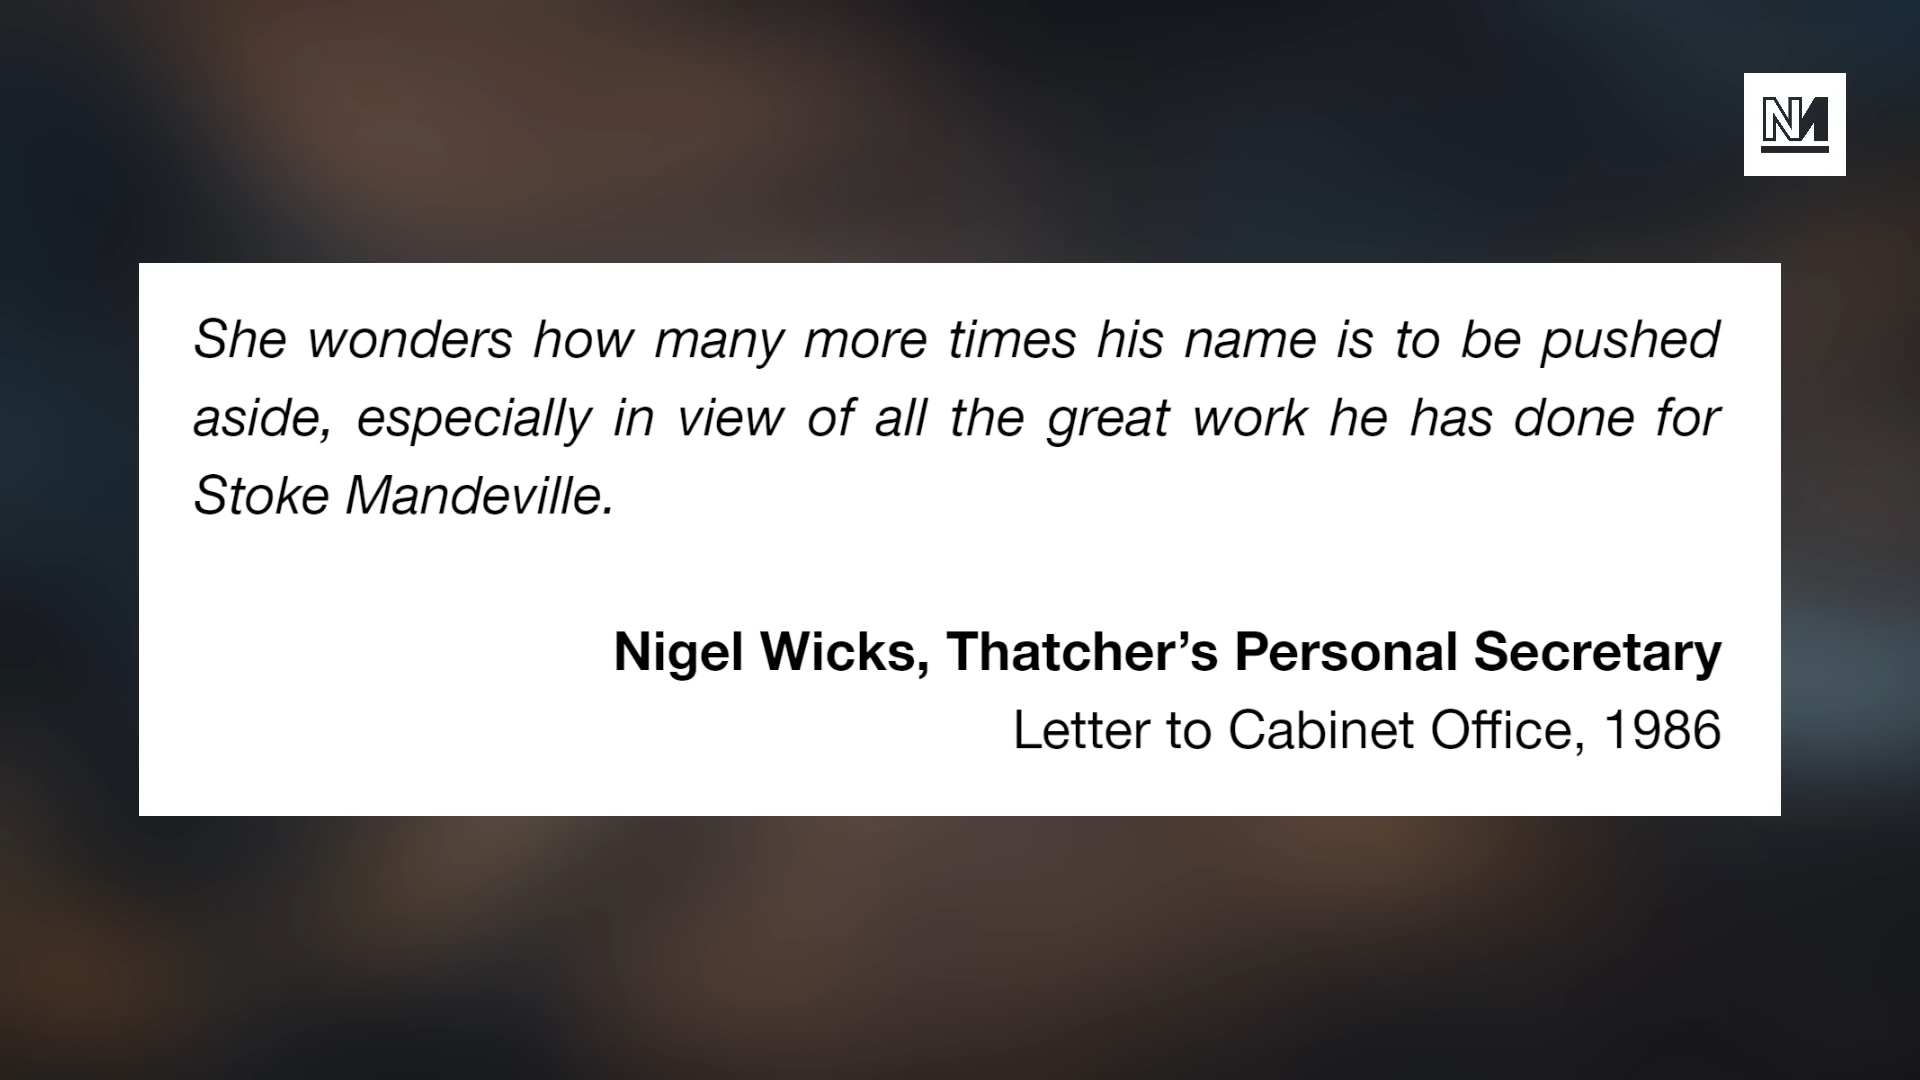 NM
She wonders how many more times his name is to be pushed
aside, especially in view of all the great work he has done for
Stoke Mandeville.
Nigel Wicks, Thatcher’s Personal Secretary
Letter to Cabinet Office, 1986